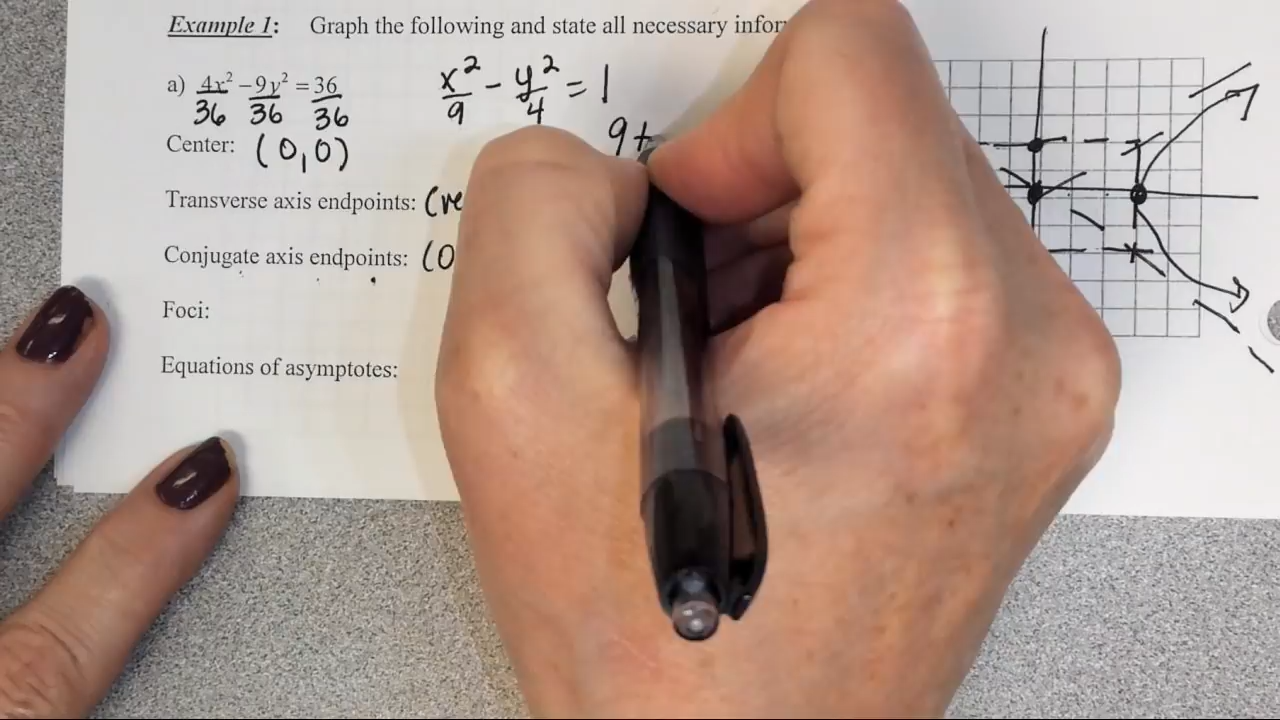 Example 1: Graph the following and state all necessary
a) 4x² - 9y² = 36 x²/9 - y²/4 = 1
36 36 36
9+
Center: (0,0)
Transverse axis endpoints: (
Conjugate axis endpoints: (0
Foci:
Equations of asymptotes: